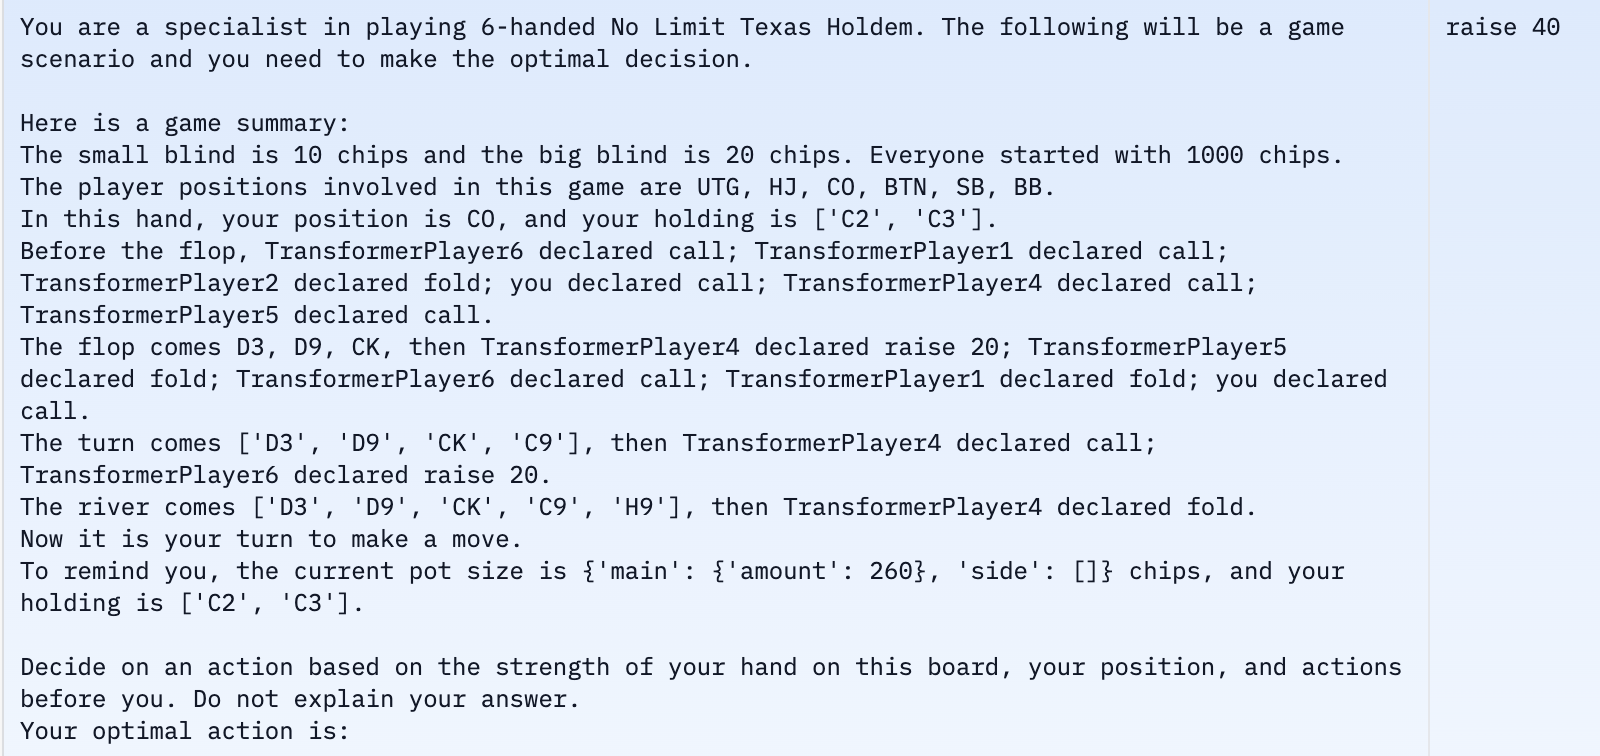 You are a specialist in playing 6-handed No Limit Texas Holdem. The following will be a game
scenario and you need to make the optimal decision.
Here is a game summary:
The small blind is 10 chips and the big blind is 20 chips. Everyone started with 1000 chips.
The player positions involved in this game are UTG, HJ, CO, BTN, SB, BB.
In this hand, your position is CO, and your holding is ['C2', 'C3'].
Before the flop, TransformerPlayer6 declared call; TransformerPlayer1 declared call;
TransformerPlayer2 declared fold; you declared call; TransformerPlayer4 declared call;
TransformerPlayer5 declared call.
The flop comes D3, D9, CK, then TransformerPlayer4 declared raise 20; TransformerPlayer5
declared fold; TransformerPlayer6 declared call; TransformerPlayer1 declared fold; you declared
call.
The turn comes ['D3', 'D9', 'CK', 'C9'], then TransformerPlayer4 declared call;
TransformerPlayer6 declared raise 20.
The river comes ['D3', 'D9', 'CK', 'C9', 'H9'], then TransformerPlayer4 declared fold.
Now it is your turn to make a move.
To remind you, the current pot size is {'main': {'amount': 260}, 'side': []} chips, and your
holding is ['C2', 'C3'].
Decide on an action based on the strength of your hand on this board, your position, and actions
before you. Do not explain your answer.
Your optimal action is:
raise 40